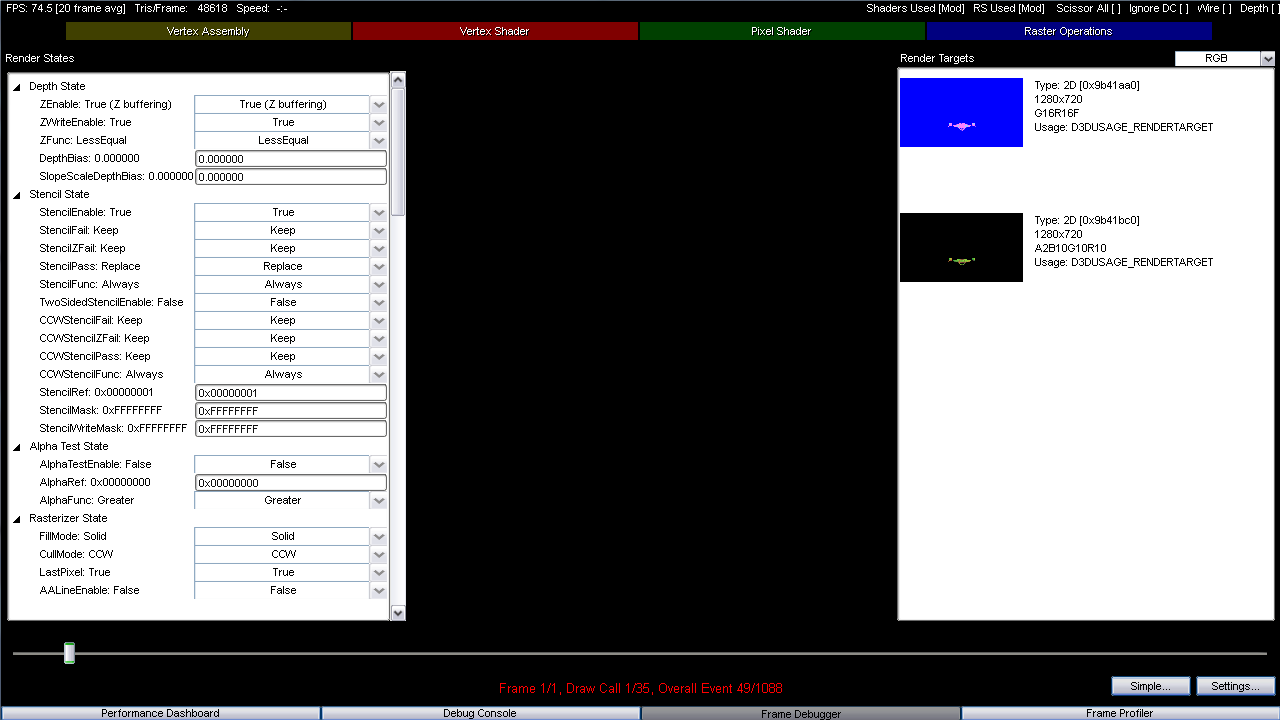 FPS: 74.5 [20 frame avg] Tris/Frame: 48618 Speed: -:- Shaders Used [Mod] RS Used [Mod] Scissor All [ ] Ignore DC [ ] Wire [ ] Depth [ ]
Vertex Assembly Vertex Shader Pixel Shader Raster Operations
Render States
Depth State
ZEnable: True (Z buffering) True (Z buffering)
ZWriteEnable: True True
ZFunc: LessEqual LessEqual
DepthBias: 0.000000 0.000000
SlopeScaleDepthBias: 0.000000 0.000000
Stencil State
StencilEnable: True True
StencilFail: Keep Keep
StencilZFail: Keep Keep
StencilPass: Replace Replace
StencilFunc: Always Always
TwoSidedStencilEnable: False False
CCWStencilFail: Keep Keep
CCWStencilZFail: Keep Keep
CCWStencilPass: Keep Keep
CCWStencilFunc: Always Always
StencilRef: 0x00000001 0x00000001
StencilMask: 0xFFFFFFFF 0xFFFFFFFF
StencilWriteMask: 0xFFFFFFFF 0xFFFFFFFF
Alpha Test State
AlphaTestEnable: False False
AlphaRef: 0x00000000 0x00000000
AlphaFunc: Greater Greater
Rasterizer State
FillMode: Solid Solid
CullMode: CCW CCW
LastPixel: True True
AALineEnable: False False
Render Targets RGB
Type: 2D [0x9b41aa0]
1280x720
G16R16F
Usage: D3DUSAGE_RENDERTARGET
Type: 2D [0x9b41bc0]
1280x720
A2B10G10R10
Usage: D3DUSAGE_RENDERTARGET
Frame 1/1, Draw Call 1/35, Overall Event 49/1088
Simple... Settings...
Performance Dashboard Debug Console Frame Debugger Frame Profiler